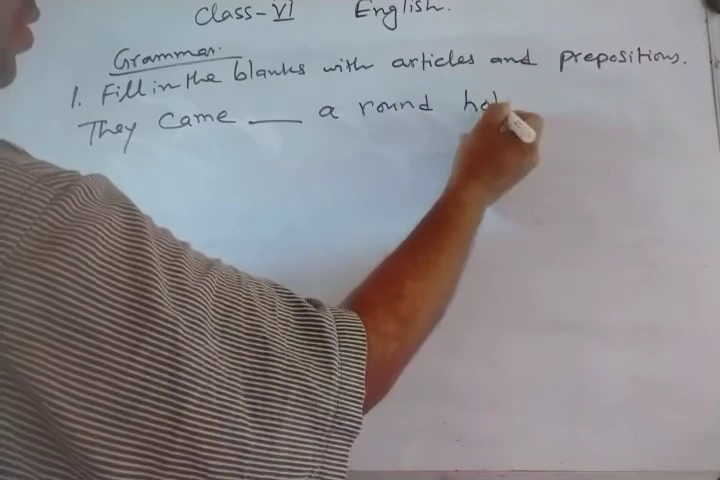 Class-VI English.
Grammar.
1. Fill in the blanks with articles and prepositions.
They came ___ a round